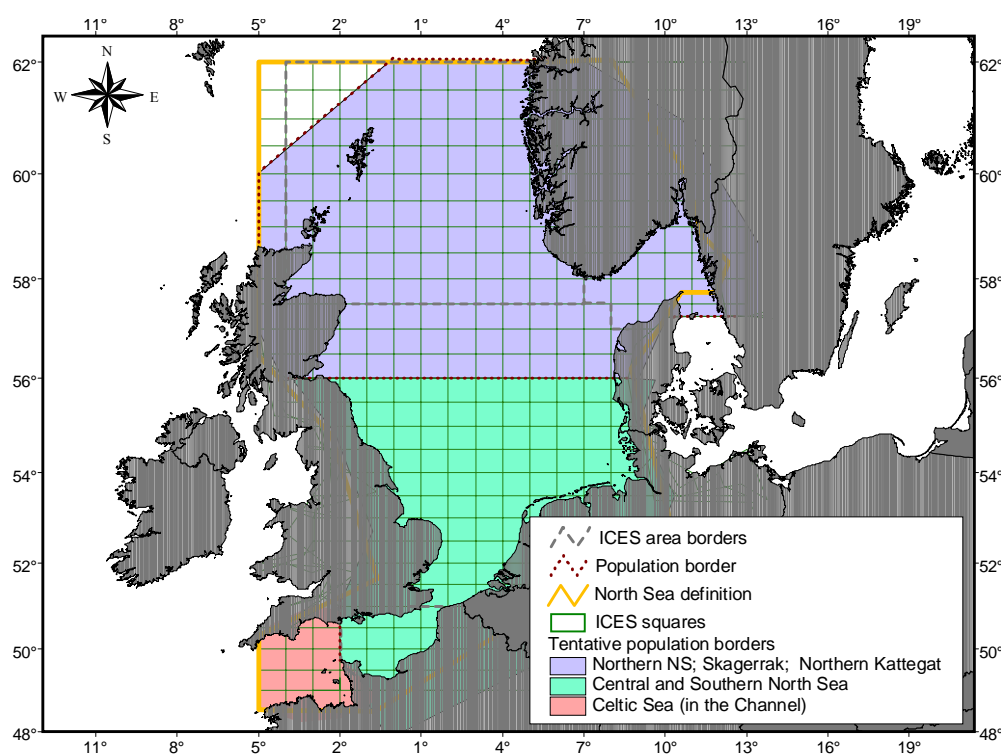 11° 8° 5° 2° 1° 4° 7° 10° 13° 16° 19°
N
W E
S
62° 62°
60° 60°
58° 58°
56° 56°
54° 54°
52° 52°
50° 50°
48° 48°
ICES area borders
Population border
North Sea definition
ICES squares
Tentative population borders
Northern NS; Skagerrak; Northern Kattegat
Central and Southern North Sea
Celtic Sea (in the Channel)
11° 8° 5° 2° 1° 4° 7° 10° 13° 16° 19°